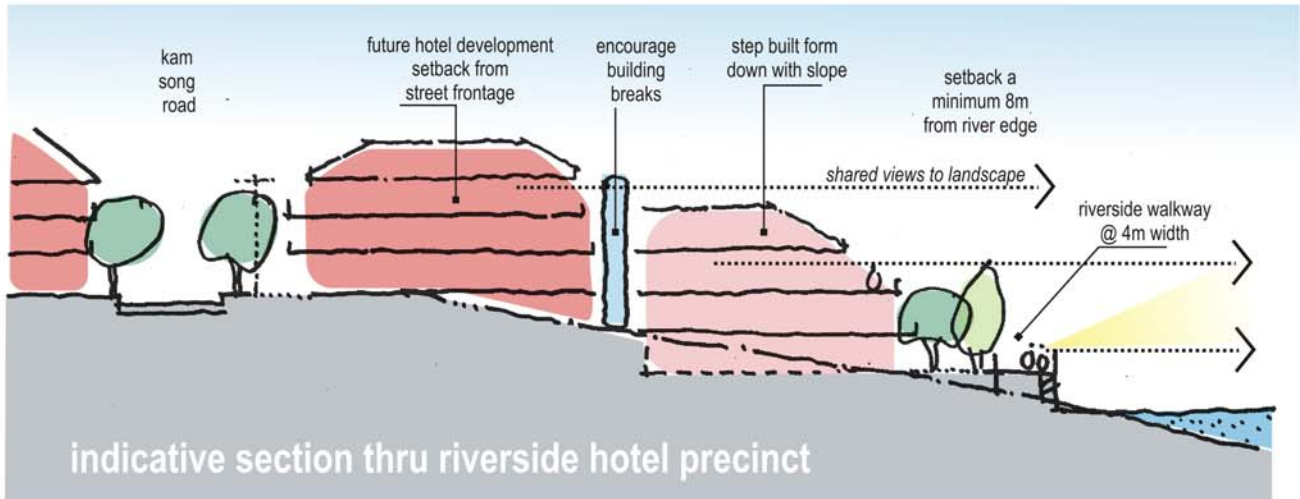 kam
song
road
future hotel development
setback from
street frontage
encourage
building
breaks
step built form
down with slope
setback a
minimum 8m
from river edge
shared views to landscape
riverside walkway
@ 4m width
indicative section thru riverside hotel precinct